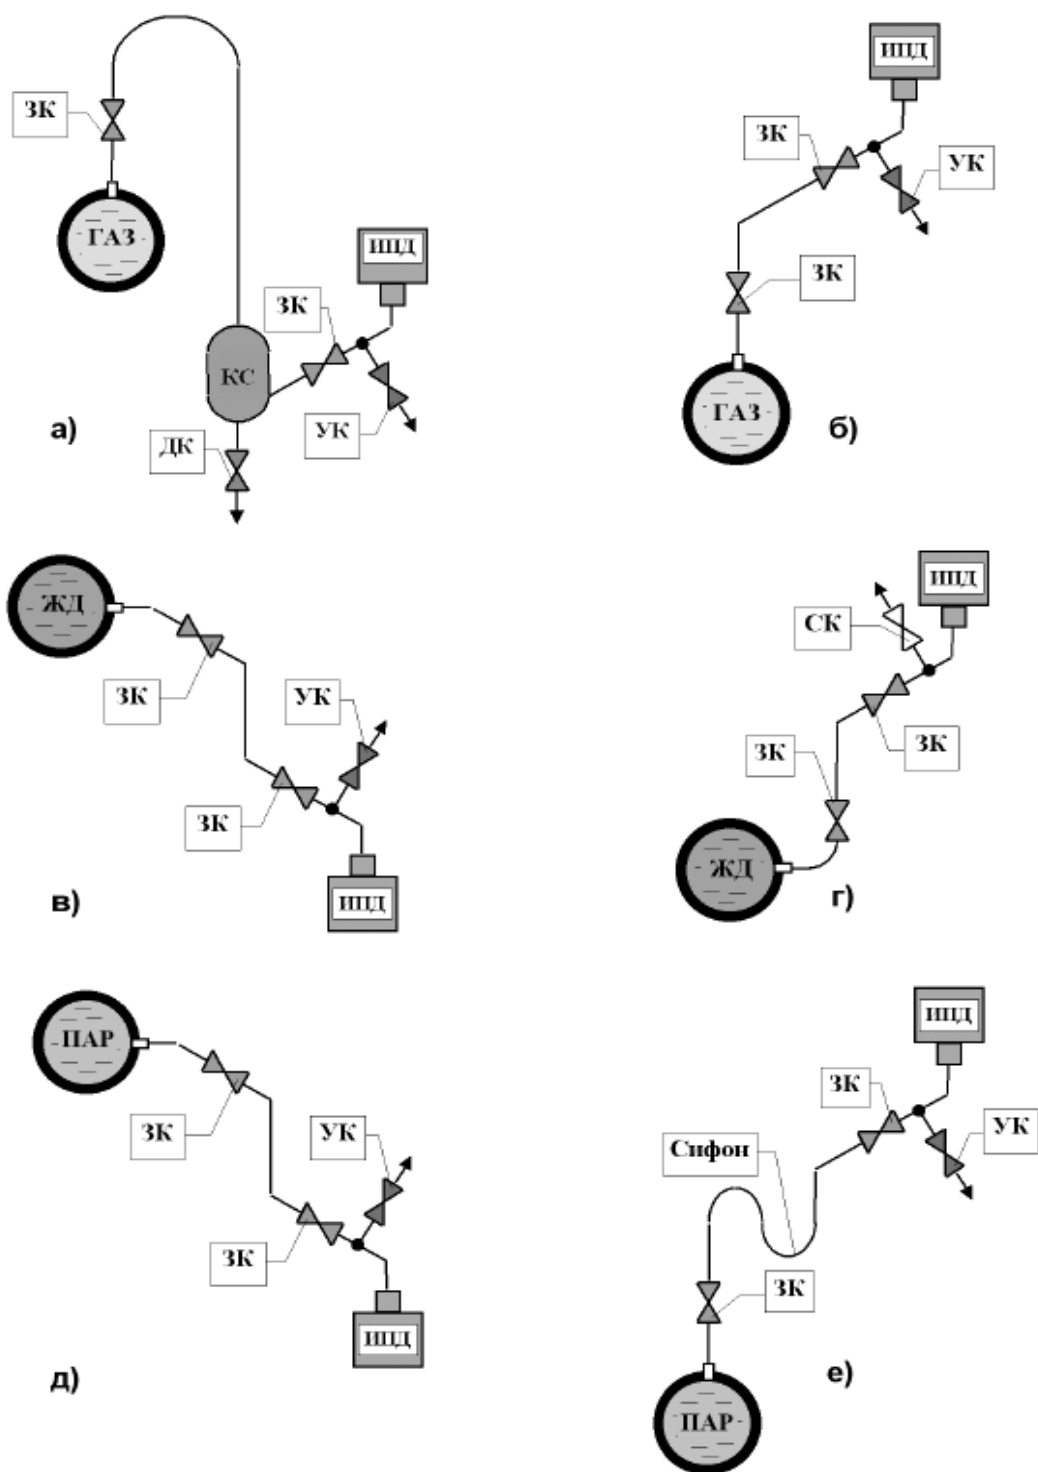 ИПД
ЗК
ЗК
УК
ГАЗ
ИПД
ЗК
ЗК
КС
ГАЗ
а)
УК
б)
ДК
ЖД
ИПД
СК
ЗК
УК
ЗК
ЗК
ЗК
ЖД
в)
ИПД
г)
ПАР
ИПД
ЗК
ЗК
УК
УК
Сифон
ЗК
ЗК
ИПД
д)
е)
ПАР